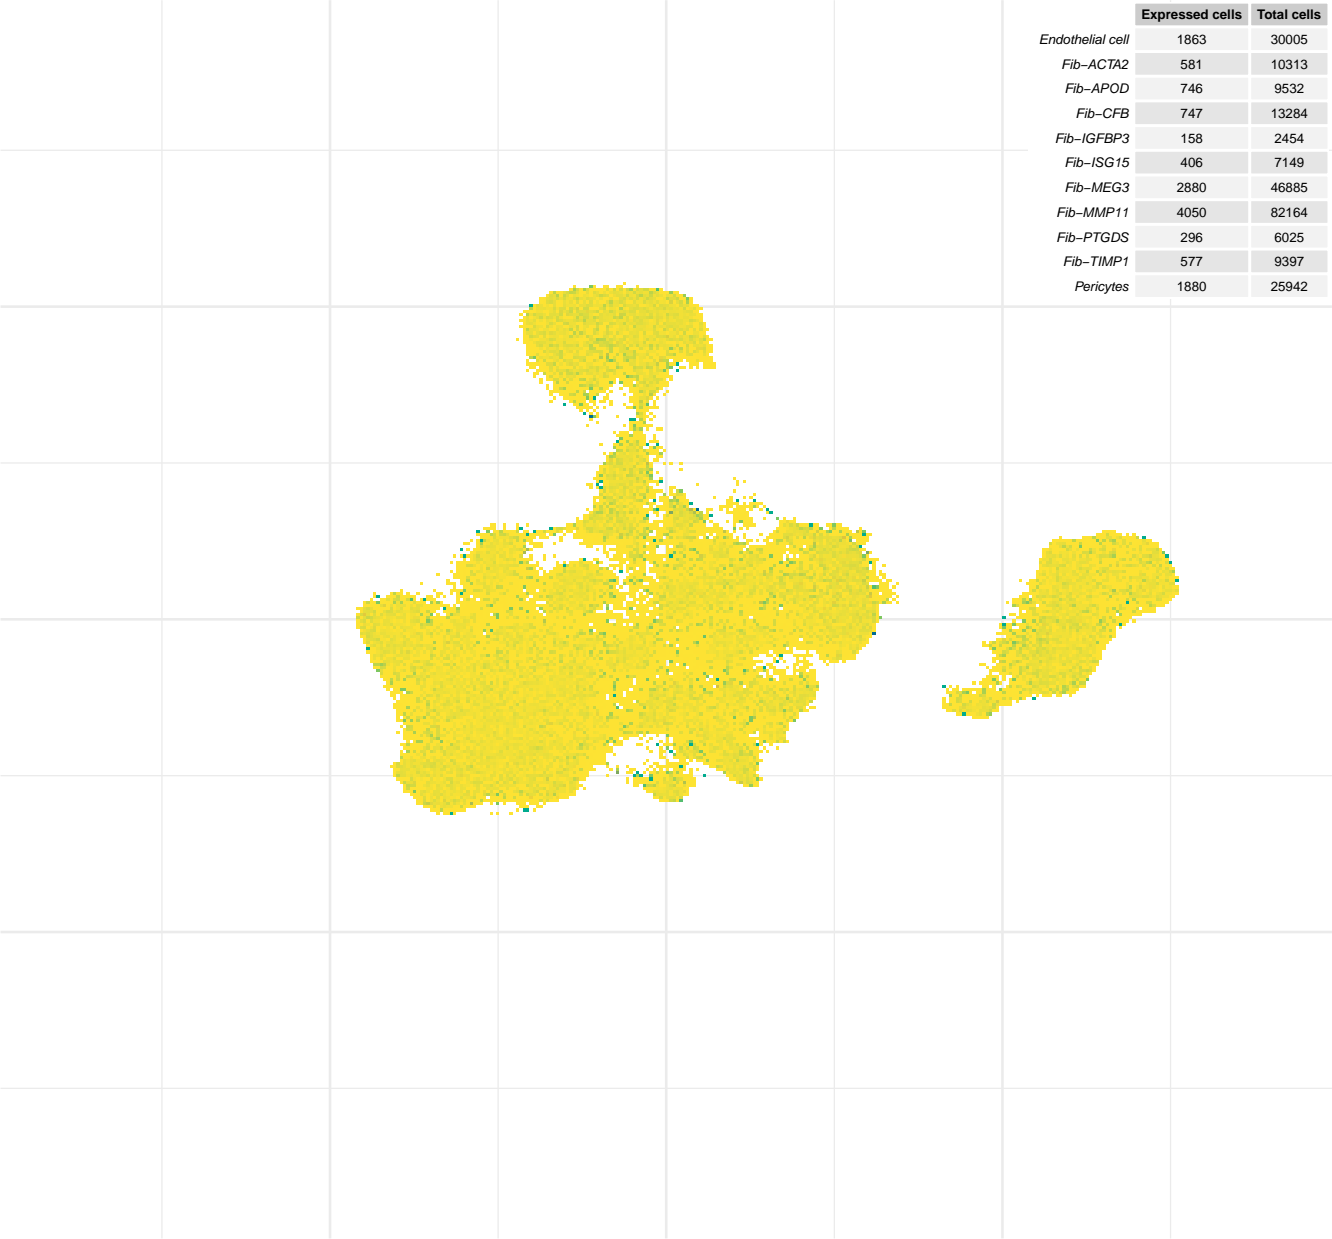 Expressed cells Total cells
Endothelial cell 1863 30005
Fib−ACTA2 581 10313
Fib−APOD 746 9532
Fib−CFB 747 13284
Fib−IGFBP3 158 2454
Fib−ISG15 406 7149
Fib−MEG3 2880 46885
Fib−MMP11 4050 82164
Fib−PTGDS 296 6025
Fib−TIMP1 577 9397
Pericytes 1880 25942